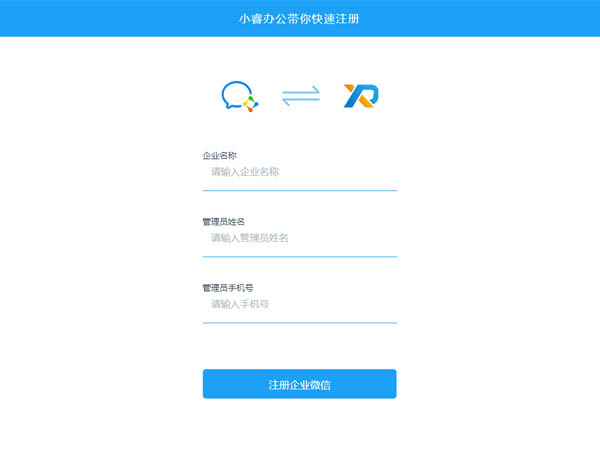 小睿办公带你快速注册
XR
企业名称
请输入企业名称
管理员姓名
请输入管理员姓名
管理员手机号
请输入手机号
注册企业微信